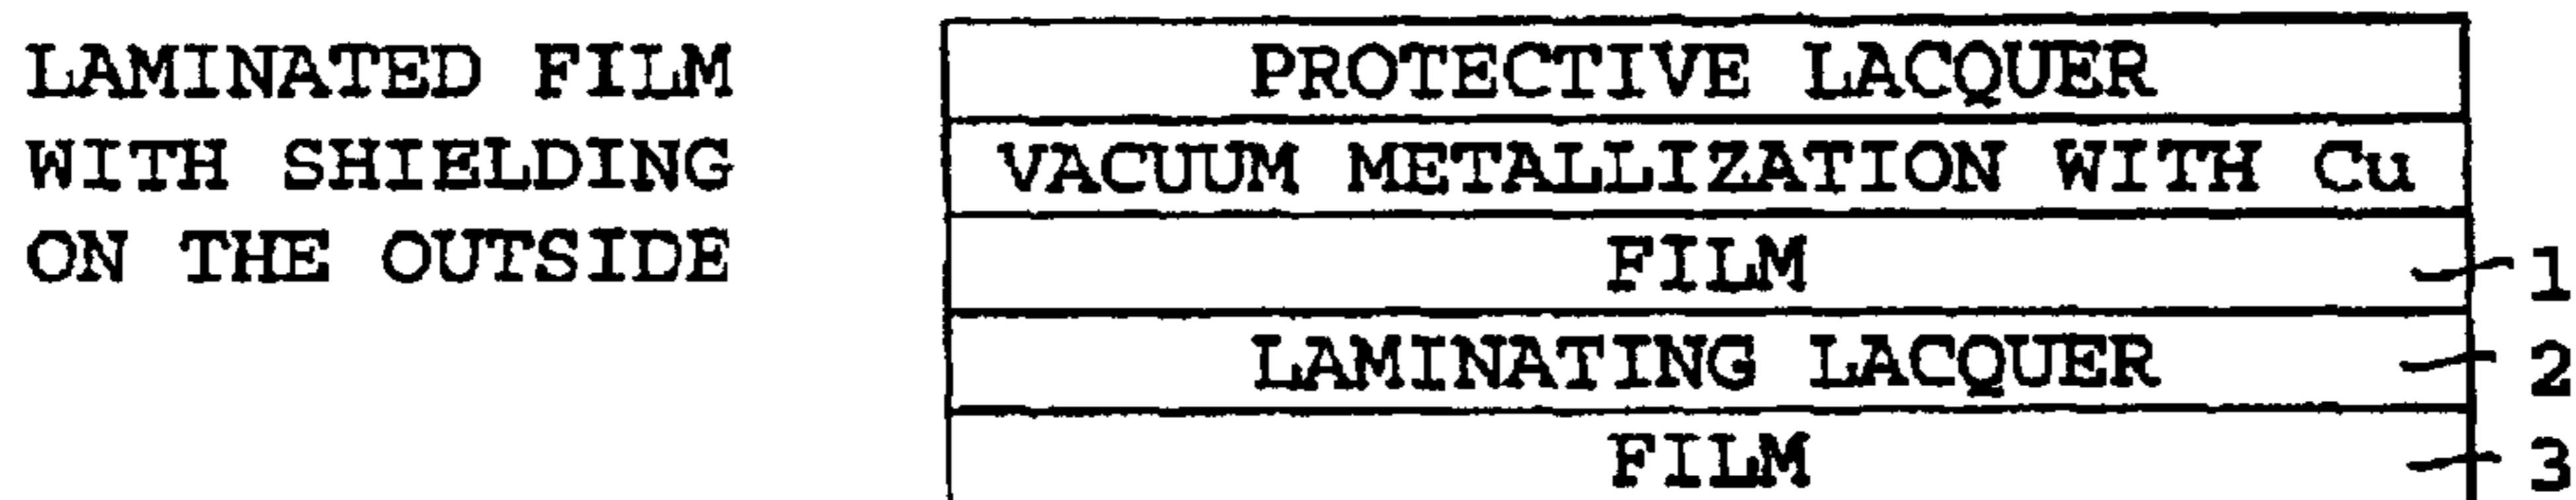 LAMINATED FILM
WITH SHIELDING
ON THE OUTSIDE
PROTECTIVE LACQUER
VACUUM METALLIZATION WITH Cu
FILM 1
LAMINATING LACQUER 2
FILM 3